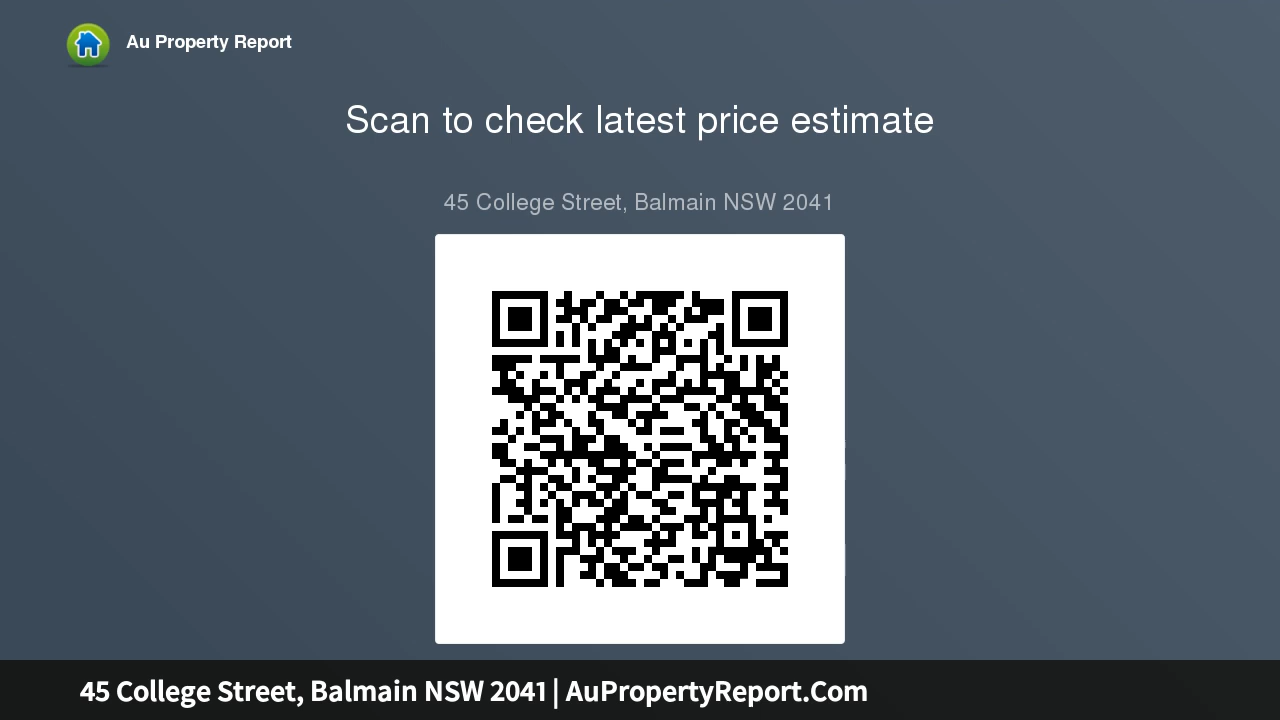 Au Property Report
Scan to check latest price estimate
45 College Street, Balmain NSW 2041
45 College Street, Balmain NSW 2041 | AuPropertyReport.Com